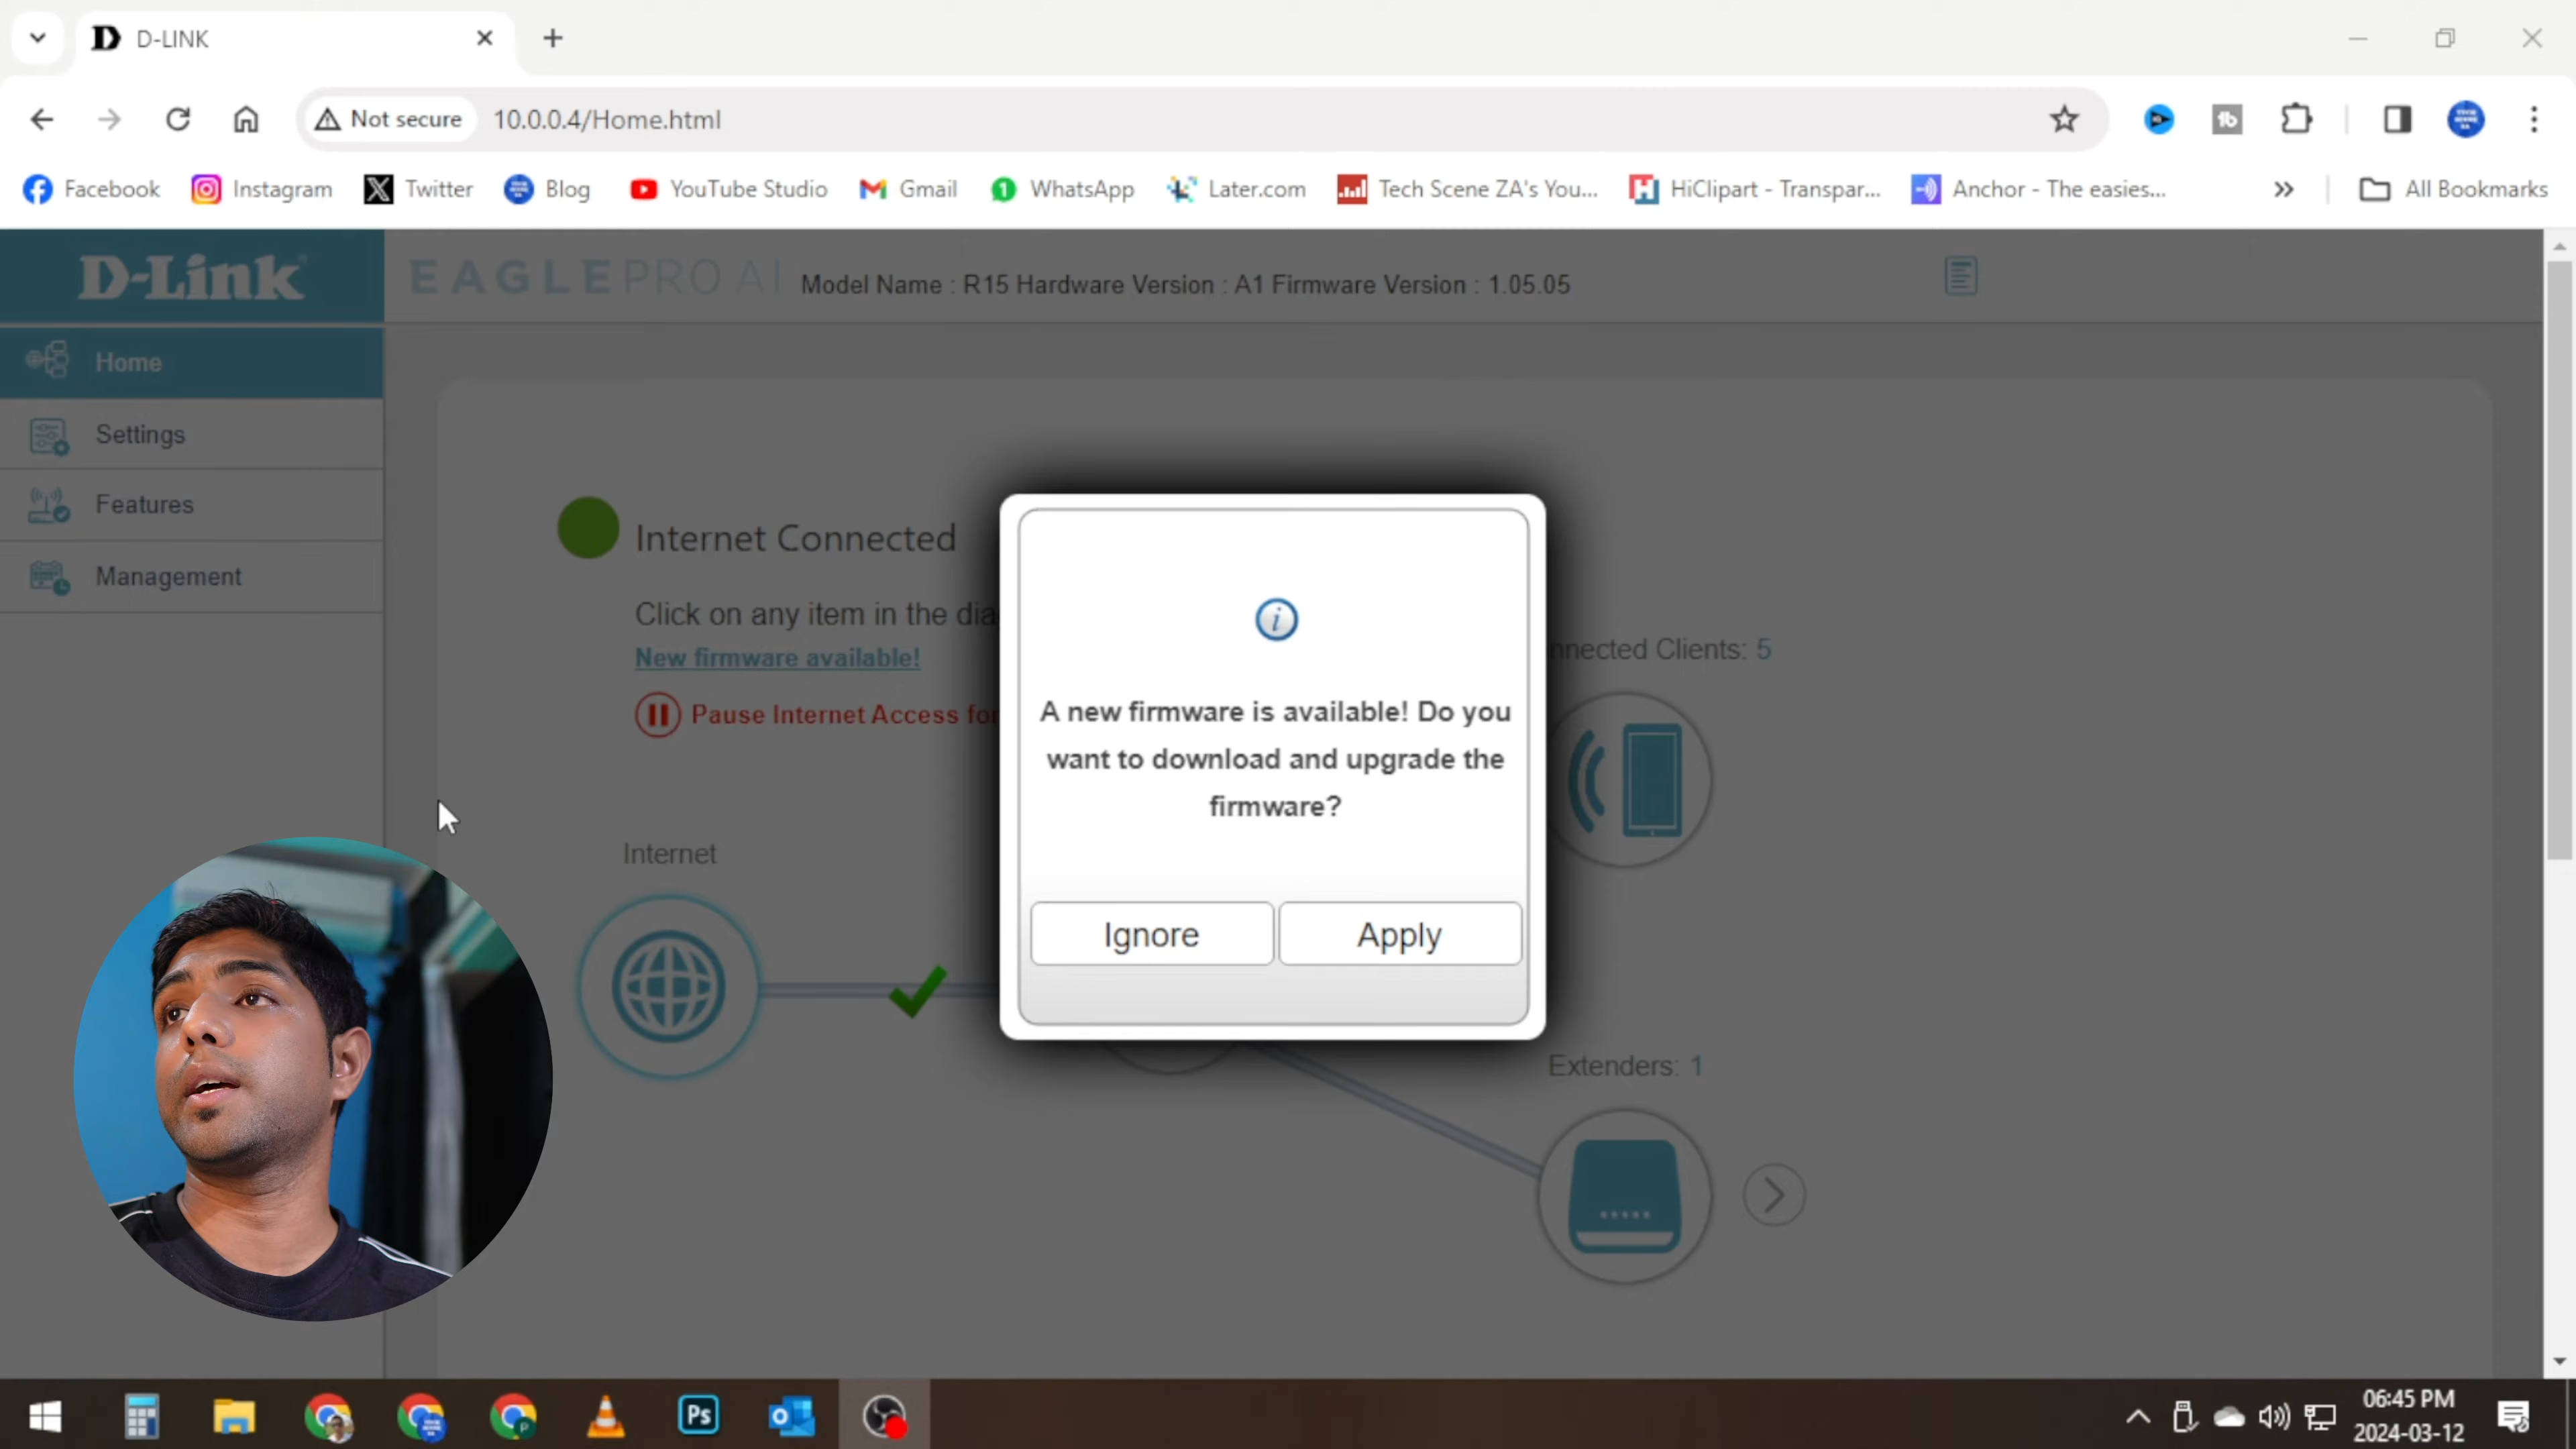 D-LINK
Not secure
10.0.0.4/Home.html
Facebook
Instagram
Twitter
Blog
YouTube Studio
Gmail
WhatsApp
Later.com
Tech Scene ZA's You...
HiClipart - Transpar...
Anchor - The easies...
All Bookmarks
D-Link
EAGLE PRO AI
Model Name : R15 Hardware Version : A1 Firmware Version : 1.05.05
Home
Settings
Features
Management
Internet Connected
Click on any item in the dia
New firmware available!
Pause Internet Access for
nnected Clients: 5
A new firmware is available! Do you
want to download and upgrade the
firmware?
Ignore
Apply
Internet
Extenders: 1
Ps
06:45 PM
2024-03-12